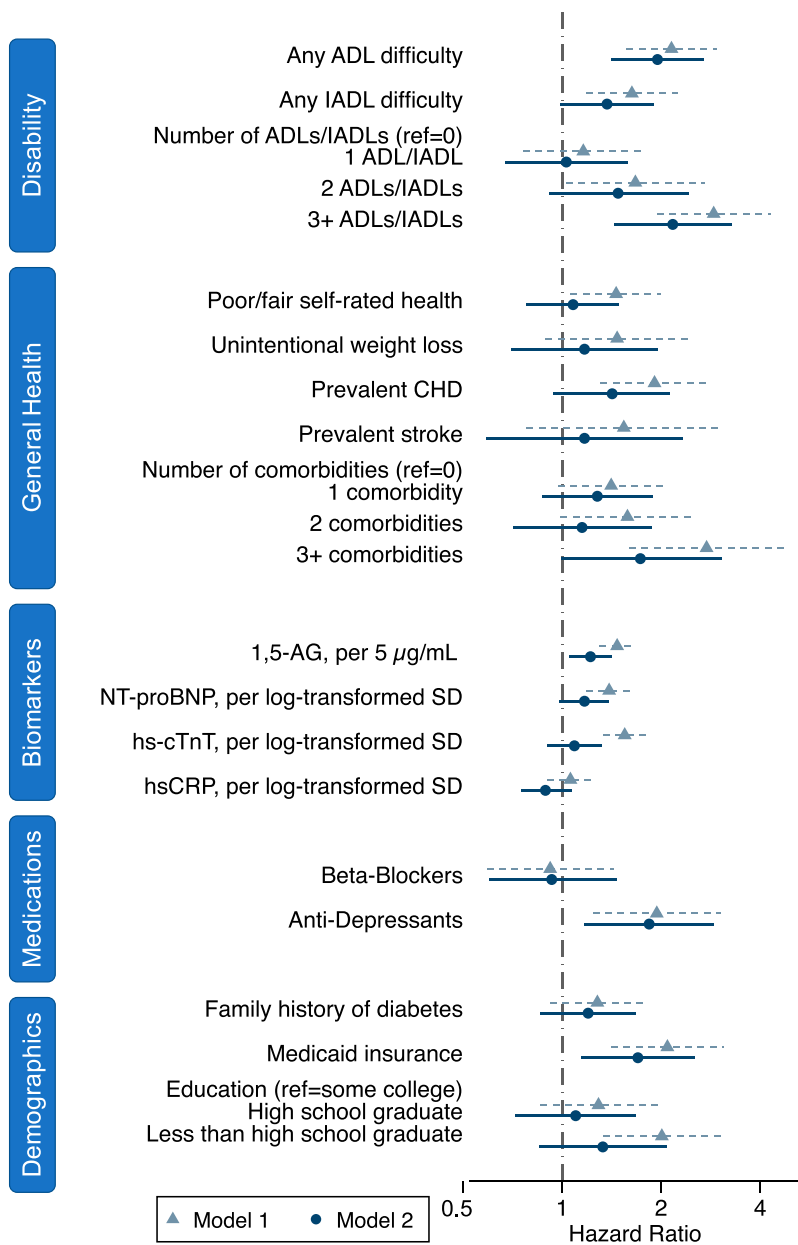 Disability
Any ADL difficulty
Any IADL difficulty
Number of ADLs/IADLs (ref=0)
1 ADL/IADL
2 ADLs/IADLs
3+ ADLs/IADLs
General Health
Poor/fair self-rated health
Unintentional weight loss
Prevalent CHD
Prevalent stroke
Number of comorbidities (ref=0)
1 comorbidity
2 comorbidities
3+ comorbidities
Biomarkers
1,5-AG, per 5 µg/mL
NT-proBNP, per log-transformed SD
hs-cTnT, per log-transformed SD
hsCRP, per log-transformed SD
Medications
Beta-Blockers
Anti-Depressants
Demographics
Family history of diabetes
Medicaid insurance
Education (ref=some college)
High school graduate
Less than high school graduate
0.5 1 2 4
Hazard Ratio
Model 1 Model 2